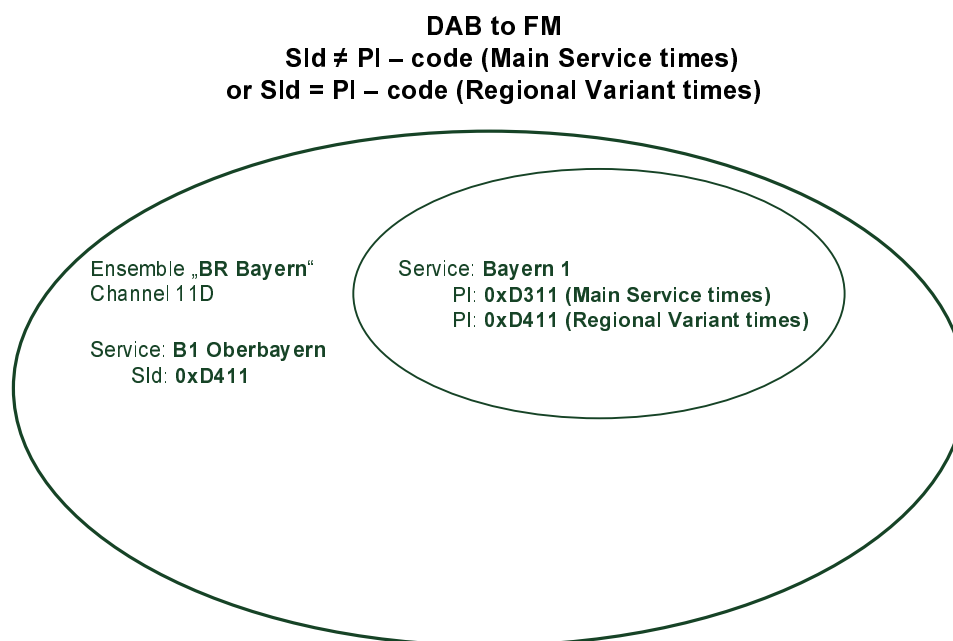 DAB to FM
SId ≠ PI – code (Main Service times)
or SId = PI – code (Regional Variant times)
Ensemble „BR Bayern“
Channel 11D
Service: B1 Oberbayern
SId: 0xD411
Service: Bayern 1
PI: 0xD311 (Main Service times)
PI: 0xD411 (Regional Variant times)